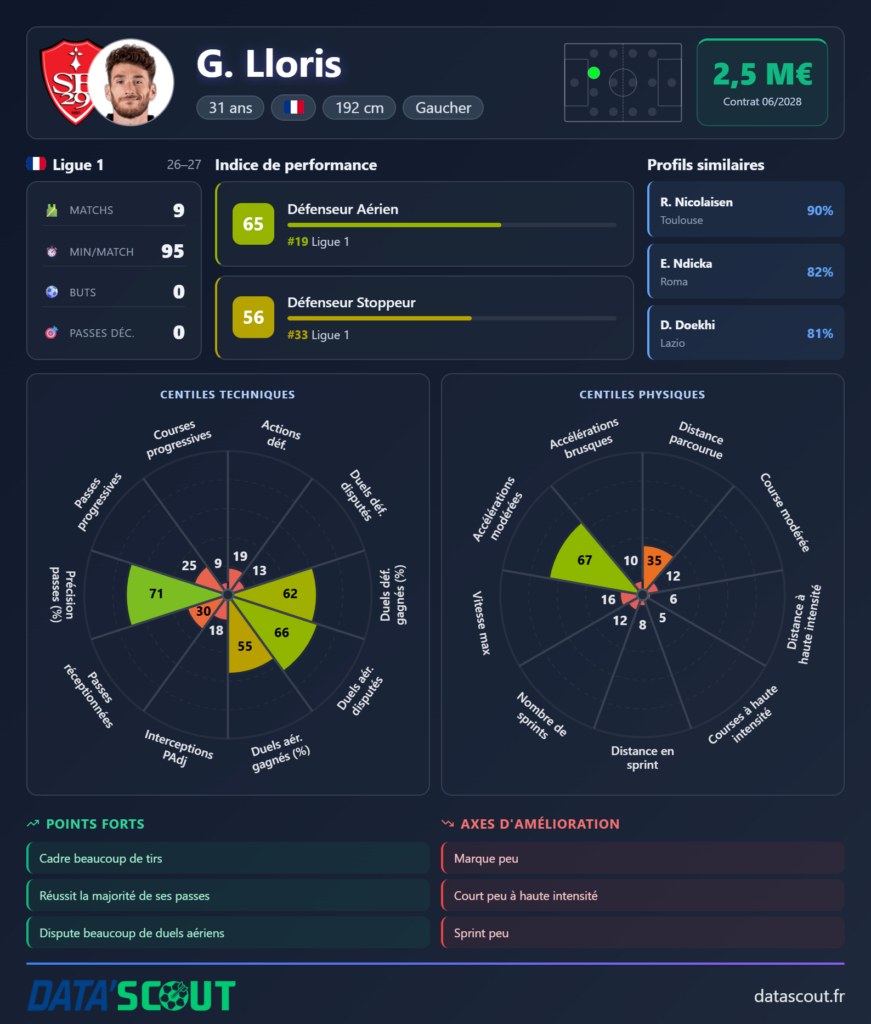 SB
29
G. Lloris
31 ans
192 cm
Gaucher
2,5 M€
Contrat 06/2028
Ligue 1
26–27
MATCHS
9
MIN/MATCH
95
BUTS
0
PASSES DÉC.
0
Indice de performance
65
Défenseur Aérien
#19 Ligue 1
56
Défenseur Stoppeur
#33 Ligue 1
Profils similaires
R. Nicolaisen
Toulouse
90%
E. Ndicka
Roma
82%
D. Doekhi
Lazio
81%
CENTILES TECHNIQUES
Actions
déf.
19
Duels déf.
disputés
13
Duels déf.
gagnés (%)
62
Duels aér.
disputés
66
Duels aér.
gagnés (%)
55
Interceptions
PAdj
18
Passes
réceptionnées
30
Précision
passes (%)
71
Passes
progressives
25
Courses
progressives
9
CENTILES PHYSIQUES
Distance
parcourue
35
Course modérée
12
Distance à
haute intensité
6
Courses à haute
intensité
5
Distance en
sprint
8
Nombre de
sprints
12
Vitesse max
16
Accélérations
modérées
67
Accélérations
brusques
10
POINTS FORTS
Cadre beaucoup de tirs
Réussit la majorité de ses passes
Dispute beaucoup de duels aériens
AXES D'AMÉLIORATION
Marque peu
Court peu à haute intensité
Sprint peu
DATA'SCOUT
datascout.fr